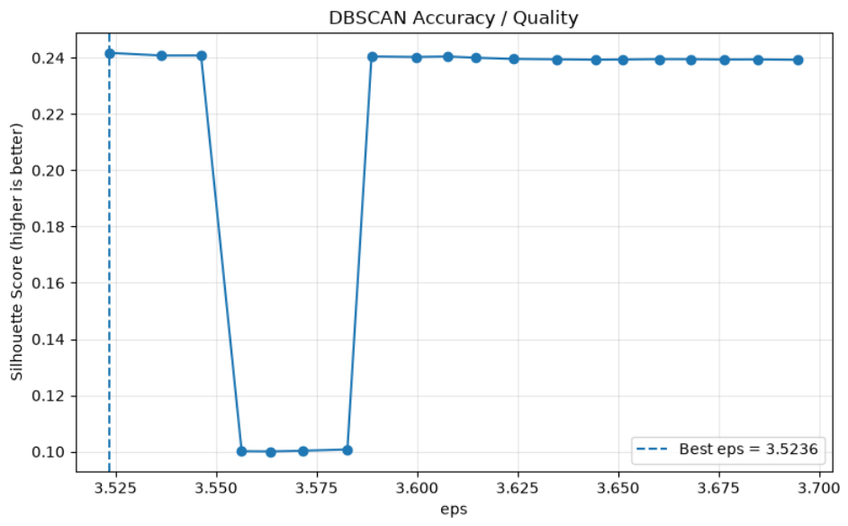 DBSCAN Accuracy / Quality
Silhouette Score (higher is better)
0.24
0.22
0.20
0.18
0.16
0.14
0.12
0.10
Best eps = 3.5236
3.525 3.550 3.575 3.600 3.625 3.650 3.675 3.700
eps